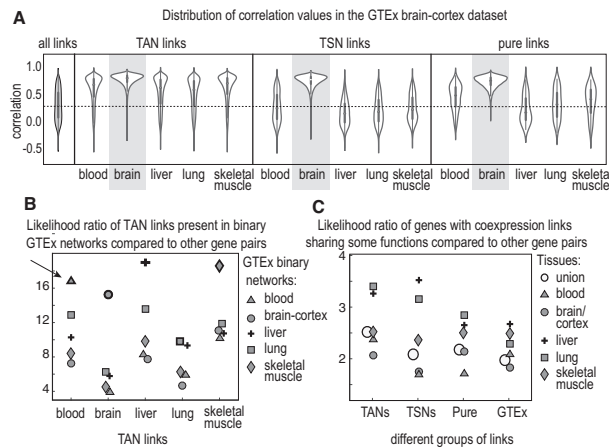 A
Distribution of correlation values in the GTEx brain-cortex dataset
all links
TAN links
TSN links
pure links
correlation
1.0
0.5
0.0
-0.5
blood brain liver lung skeletal muscle
blood brain liver lung skeletal muscle
blood brain liver lung skeletal muscle
B
Likelihood ratio of TAN links present in binary
GTEx networks compared to other gene pairs
16
12
8
4
blood brain liver lung skeletal muscle
TAN links
GTEx binary
networks:
blood
brain-cortex
liver
lung
skeletal
muscle
C
Likelihood ratio of genes with coexpression links
sharing some functions compared to other gene pairs
4
3
2
TANs TSNs Pure GTEx
different groups of links
Tissues:
union
blood
brain/
cortex
liver
lung
skeletal
muscle